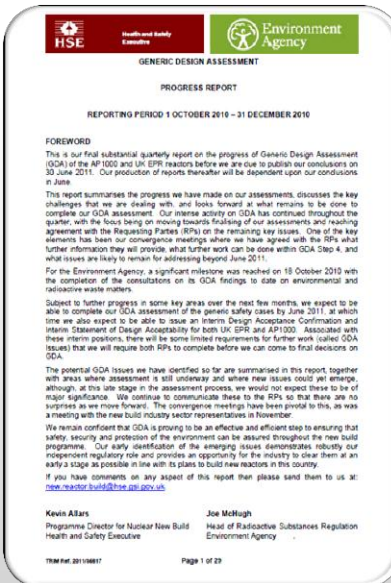 HSE
Health and Safety
Executive
Environment
Agency
GENERIC DESIGN ASSESSMENT
PROGRESS REPORT
REPORTING PERIOD 1 OCTOBER 2010 – 31 DECEMBER 2010
FOREWORD
This is our final substantial quarterly report on the progress of Generic Design Assessment
(GDA) of the AP1000 and UK EPR reactors before we are due to publish our conclusions on
30 June 2011. Our production of reports thereafter will be dependent upon our conclusions
in June.
This report summarises the progress we have made on our assessments, discusses the key
challenges that we are dealing with, and looks forward at what remains to be done to
complete our GDA assessment. Our intense activity on GDA has continued throughout the
quarter, with the focus being on moving towards finalising of our assessments and reaching
agreement with the Requesting Parties (RPs) on the remaining key issues. One of the key
elements has been our convergence meetings where we have agreed with the RPs what
further information they will provide, what further work can be done within GDA Step 4, and
what issues are likely to remain for addressing beyond June 2011.
For the Environment Agency, a significant milestone was reached on 18 October 2010 with
the completion of the consultations on its GDA findings to date on environmental and
radioactive waste matters.
Subject to further progress in some key areas over the next few months, we expect to be
able to complete our GDA assessment of the generic safety cases by June 2011, at which
time we also expect to be able to issue an Interim Design Acceptance Confirmation and
Interim Statement of Design Acceptability for both UK EPR and AP1000. Associated with
these interim positions, there will be some limited requirements for further work (called GDA
Issues) that we will require both RPs to complete before we can come to final decisions on
GDA.
The potential GDA Issues we have identified so far are summarised in this report, together
with areas where assessment is still underway and where new issues could yet emerge,
although, at this late stage in the assessment process, we would not expect these to be of
major significance. We continue to communicate these to the RPs so that there are no
surprises as we move forward. The convergence meetings have been pivotal to this, as was
a meeting with the new build industry sector representatives in November.
We remain confident that GDA is proving to be an effective and efficient step to ensuring that
safety, security and protection of the environment can be assured throughout the new build
programme. Our early identification of the emerging issues demonstrates robustly our
independent regulatory role and provides an opportunity for the industry to clear them at an
early a stage as possible in line with its plans to build new reactors in this country.
If you have comments on any aspect of this report then please send them to us at:
new.reactor.build@hse.gsi.gov.uk.
Kevin Allars
Joe McHugh
Programme Director for Nuclear New Build
Head of Radioactive Substances Regulation
Health and Safety Executive
Environment Agency
TRIM Ref. 2011/96817
Page 1 of 29